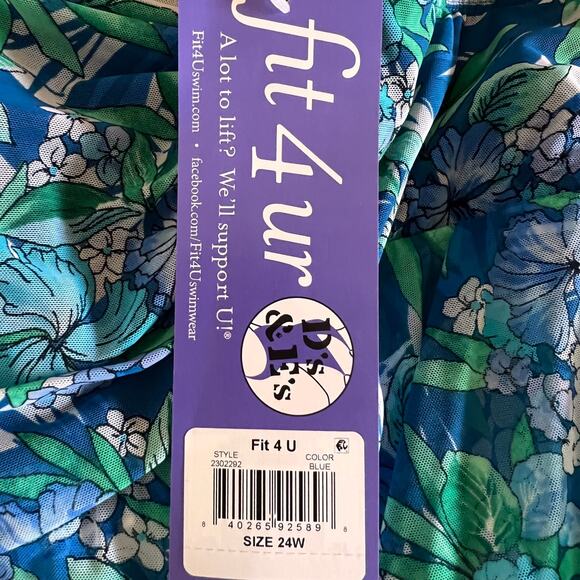 fit 4 ur
A lot to lift? We'll support U!®
Fit4Uswim.com • facebook.com/Fit4Uswimwear
D's
& E's
Fit 4 U
STYLE COLOR
2302292 BLUE
8 40265 92589 8
SIZE 24W